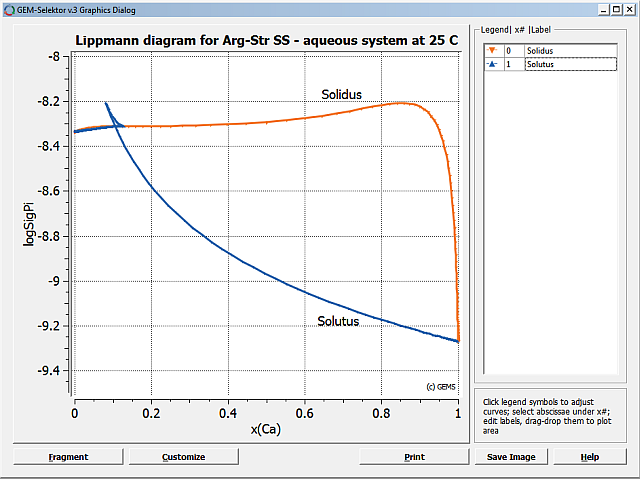 GEM-Selektor v.3 Graphics Dialog
Lippmann diagram for Arg-Str SS - aqueous system at 25 C
Legend| x# |Label
0 Solidus
1 Solutus
-8
-8.2
-8.4
-8.6
-8.8
-9
-9.2
-9.4
logSigPi
Solidus
Solutus
(c) GEMS
0 0.2 0.4 0.6 0.8 1
x(Ca)
Click legend symbols to adjust
curves; select abscissae under x#;
edit labels, drag-drop them to plot
area
Fragment
Customize
Print
Save Image
Help